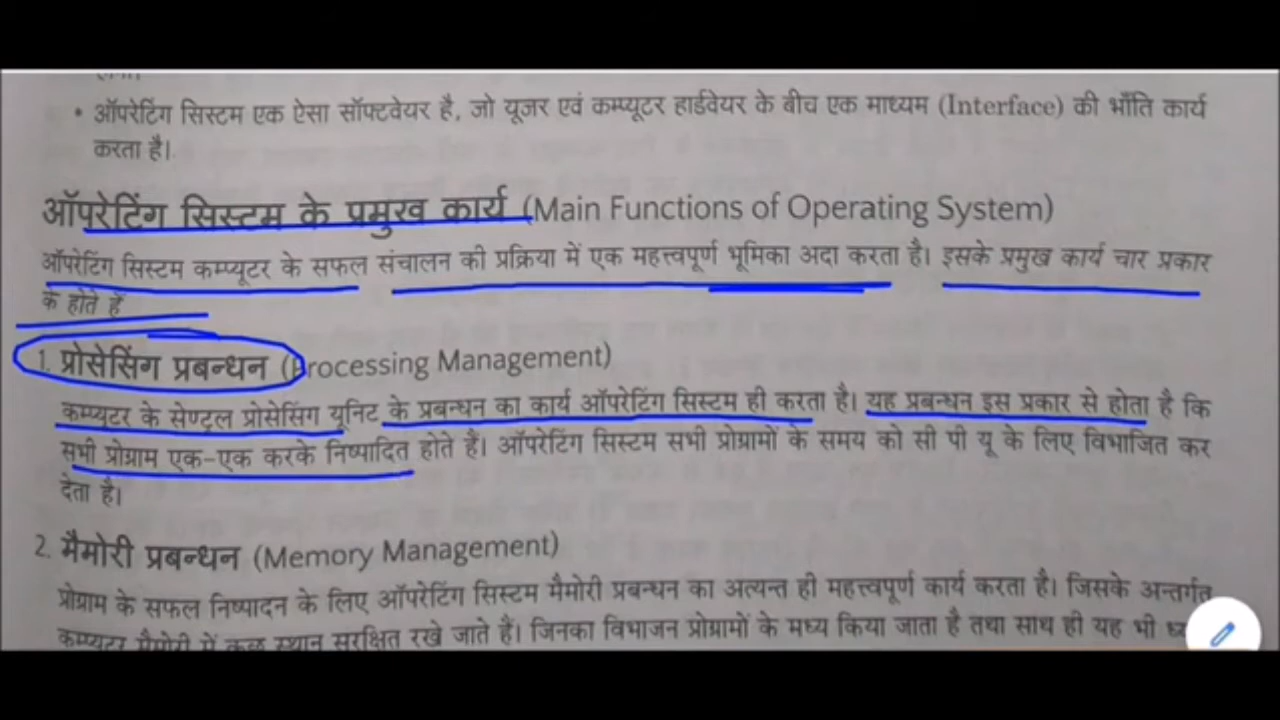 • ऑपरेटिंग सिस्टम एक ऐसा सॉफ्टवेयर है, जो यूजर एवं कम्प्यूटर हार्डवेयर के बीच एक माध्यम (Interface) की भाँति कार्य
करता है।
ऑपरेटिंग सिस्टम के प्रमुख कार्य (Main Functions of Operating System)
ऑपरेटिंग सिस्टम कम्प्यूटर के सफल संचालन की प्रक्रिया में एक महत्त्वपूर्ण भूमिका अदा करता है। इसके प्रमुख कार्य चार प्रकार
के होते हैं
1. प्रोसेसिंग प्रबन्धन (Processing Management)
कम्प्यूटर के सेण्ट्रल प्रोसेसिंग यूनिट के प्रबन्धन का कार्य ऑपरेटिंग सिस्टम ही करता है। यह प्रबन्धन इस प्रकार से होता है कि
सभी प्रोग्राम एक-एक करके निष्पादित होते हैं। ऑपरेटिंग सिस्टम सभी प्रोग्रामों के समय को सी पी यू के लिए विभाजित कर
देता है।
2. मैमोरी प्रबन्धन (Memory Management)
प्रोग्राम के सफल निष्पादन के लिए ऑपरेटिंग सिस्टम मैमोरी प्रबन्धन का अत्यन्त ही महत्त्वपूर्ण कार्य करता है। जिसके अन्तर्गत
कम्प्यूटर मैमोरी में कुछ स्थान सुरक्षित रखे जाते हैं। जिनका विभाजन प्रोग्रामों के मध्य किया जाता है तथा साथ ही यह भी